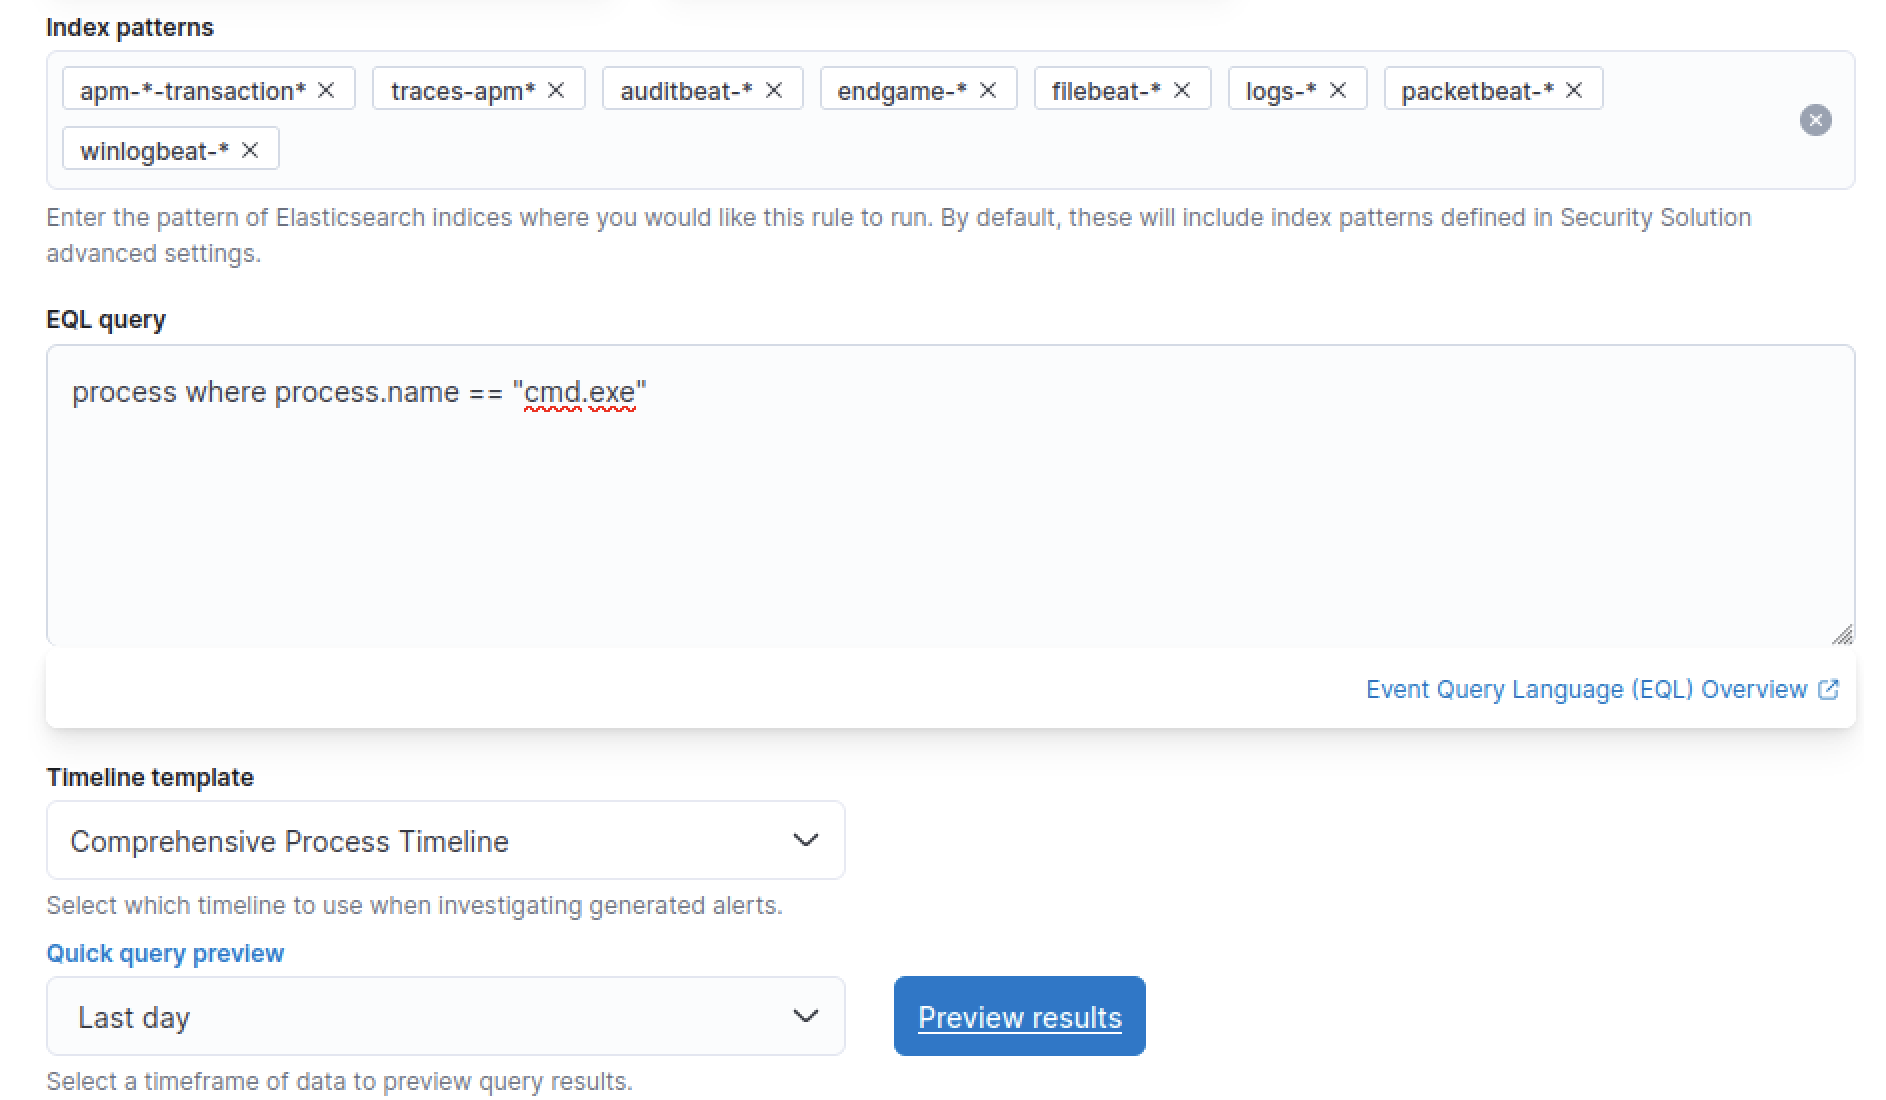 Index patterns
apm-*-transaction* traces-apm* auditbeat-* endgame-* filebeat-* logs-* packetbeat-*
winlogbeat-*
Enter the pattern of Elasticsearch indices where you would like this rule to run. By default, these will include index patterns defined in Security Solution
advanced settings.
EQL query
process where process.name == "cmd.exe"
Event Query Language (EQL) Overview
Timeline template
Comprehensive Process Timeline
Select which timeline to use when investigating generated alerts.
Quick query preview
Last day Preview results
Select a timeframe of data to preview query results.